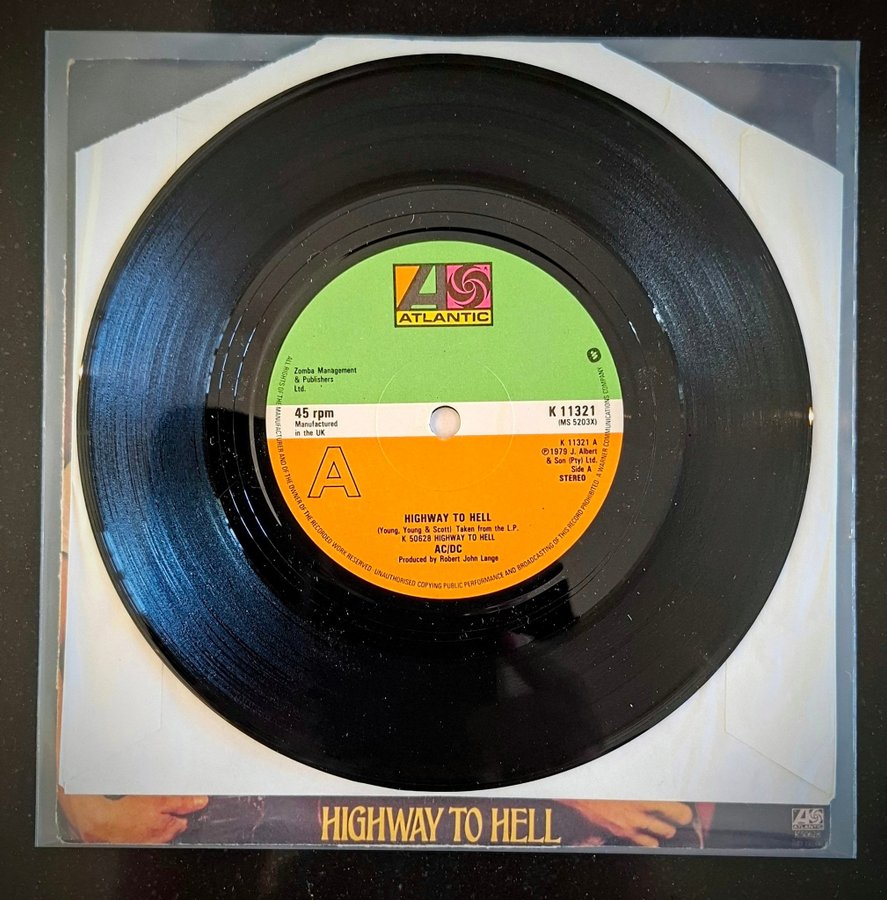 ATLANTIC
Zomba Management
& Publishers
Ltd.
45 rpm
Manufactured
in the UK
K 11321
(MS 5203X)
K 11321 A
℗1979 J. Albert
& Son (Pty) Ltd.
Side A
STEREO
A
HIGHWAY TO HELL
(Young, Young & Scott) Taken from the L.P.
K 50628 HIGHWAY TO HELL
AC/DC
Produced by Robert John Lange
ALL RIGHTS OF THE MANUFACTURER AND OF THE OWNER OF THE RECORDED WORK RESERVED. UNAUTHORISED COPYING PUBLIC PERFORMANCE AND BROADCASTING OF THIS RECORD PROHIBITED. A WARNER COMMUNICATIONS COMPANY
HIGHWAY TO HELL
ATLANTIC